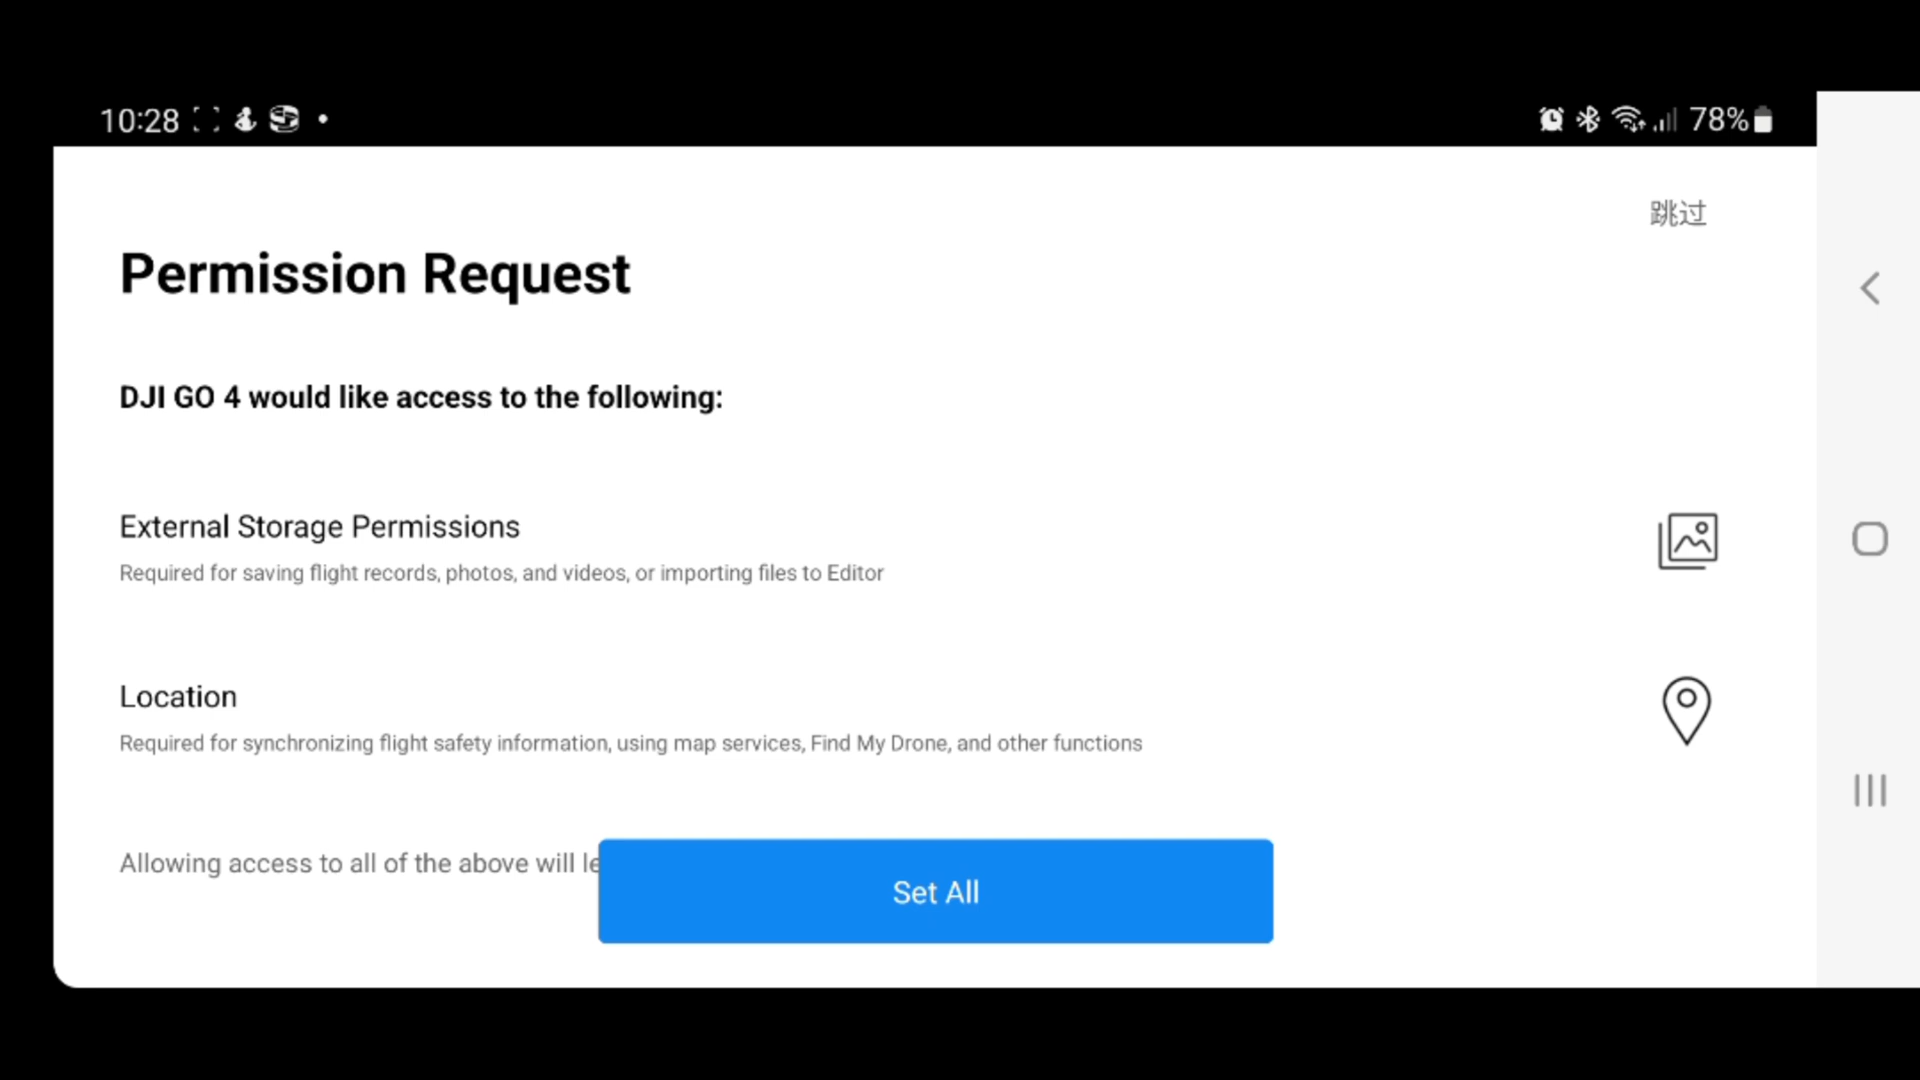 10:28
78%
跳过
Permission Request
DJI GO 4 would like access to the following:
External Storage Permissions
Required for saving flight records, photos, and videos, or importing files to Editor
Location
Required for synchronizing flight safety information, using map services, Find My Drone, and other functions
Allowing access to all of the above will
Set All